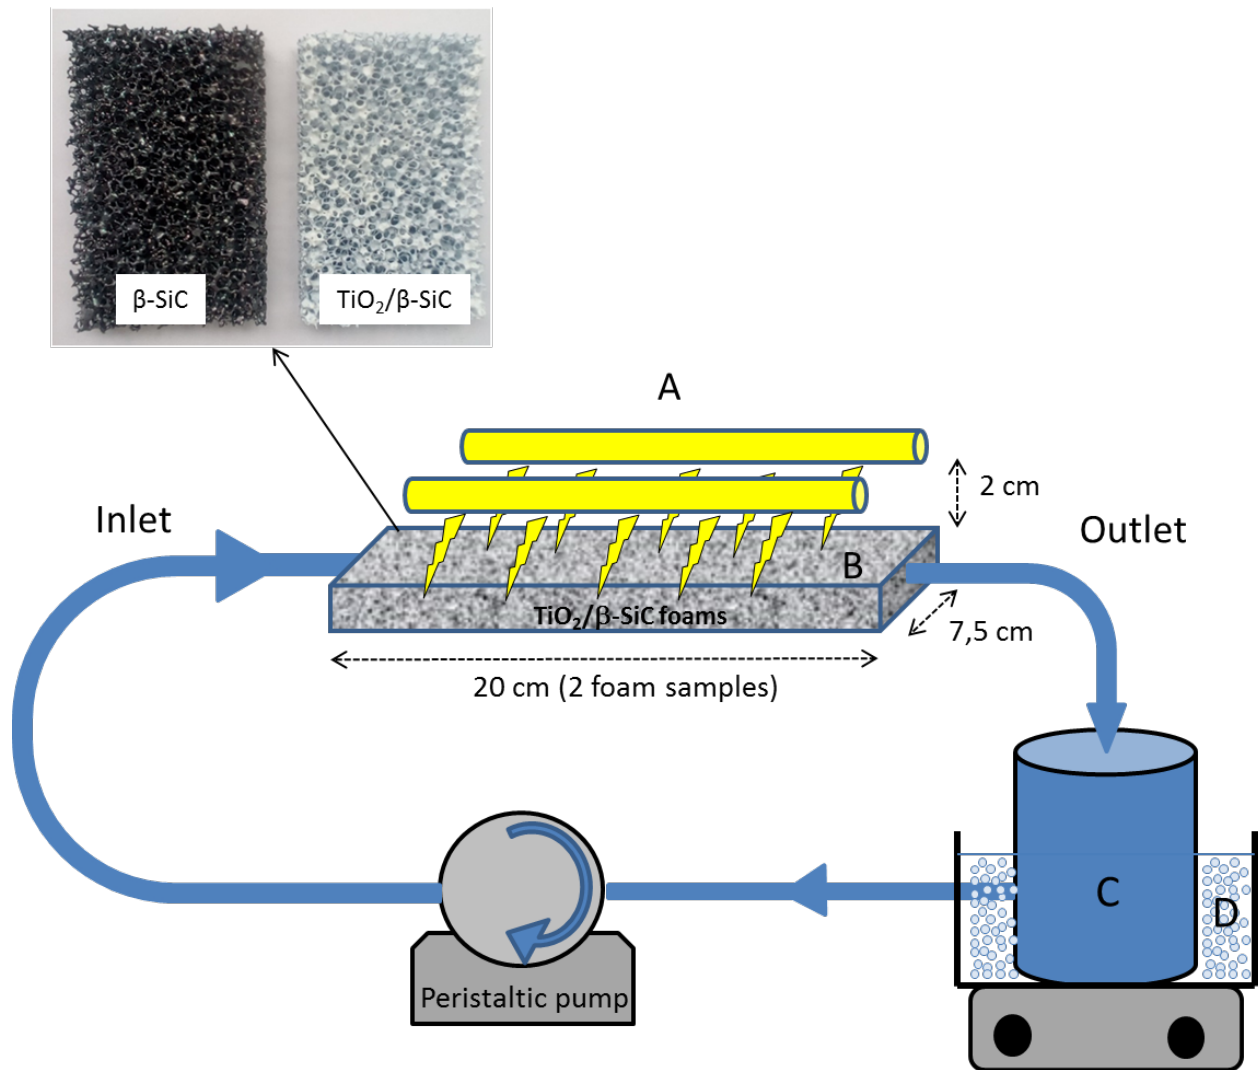 β-SiC
TiO₂/β-SiC
A
2 cm
Inlet
Outlet
B
TiO₂/β-SiC foams
7,5 cm
20 cm (2 foam samples)
C
D
Peristaltic pump